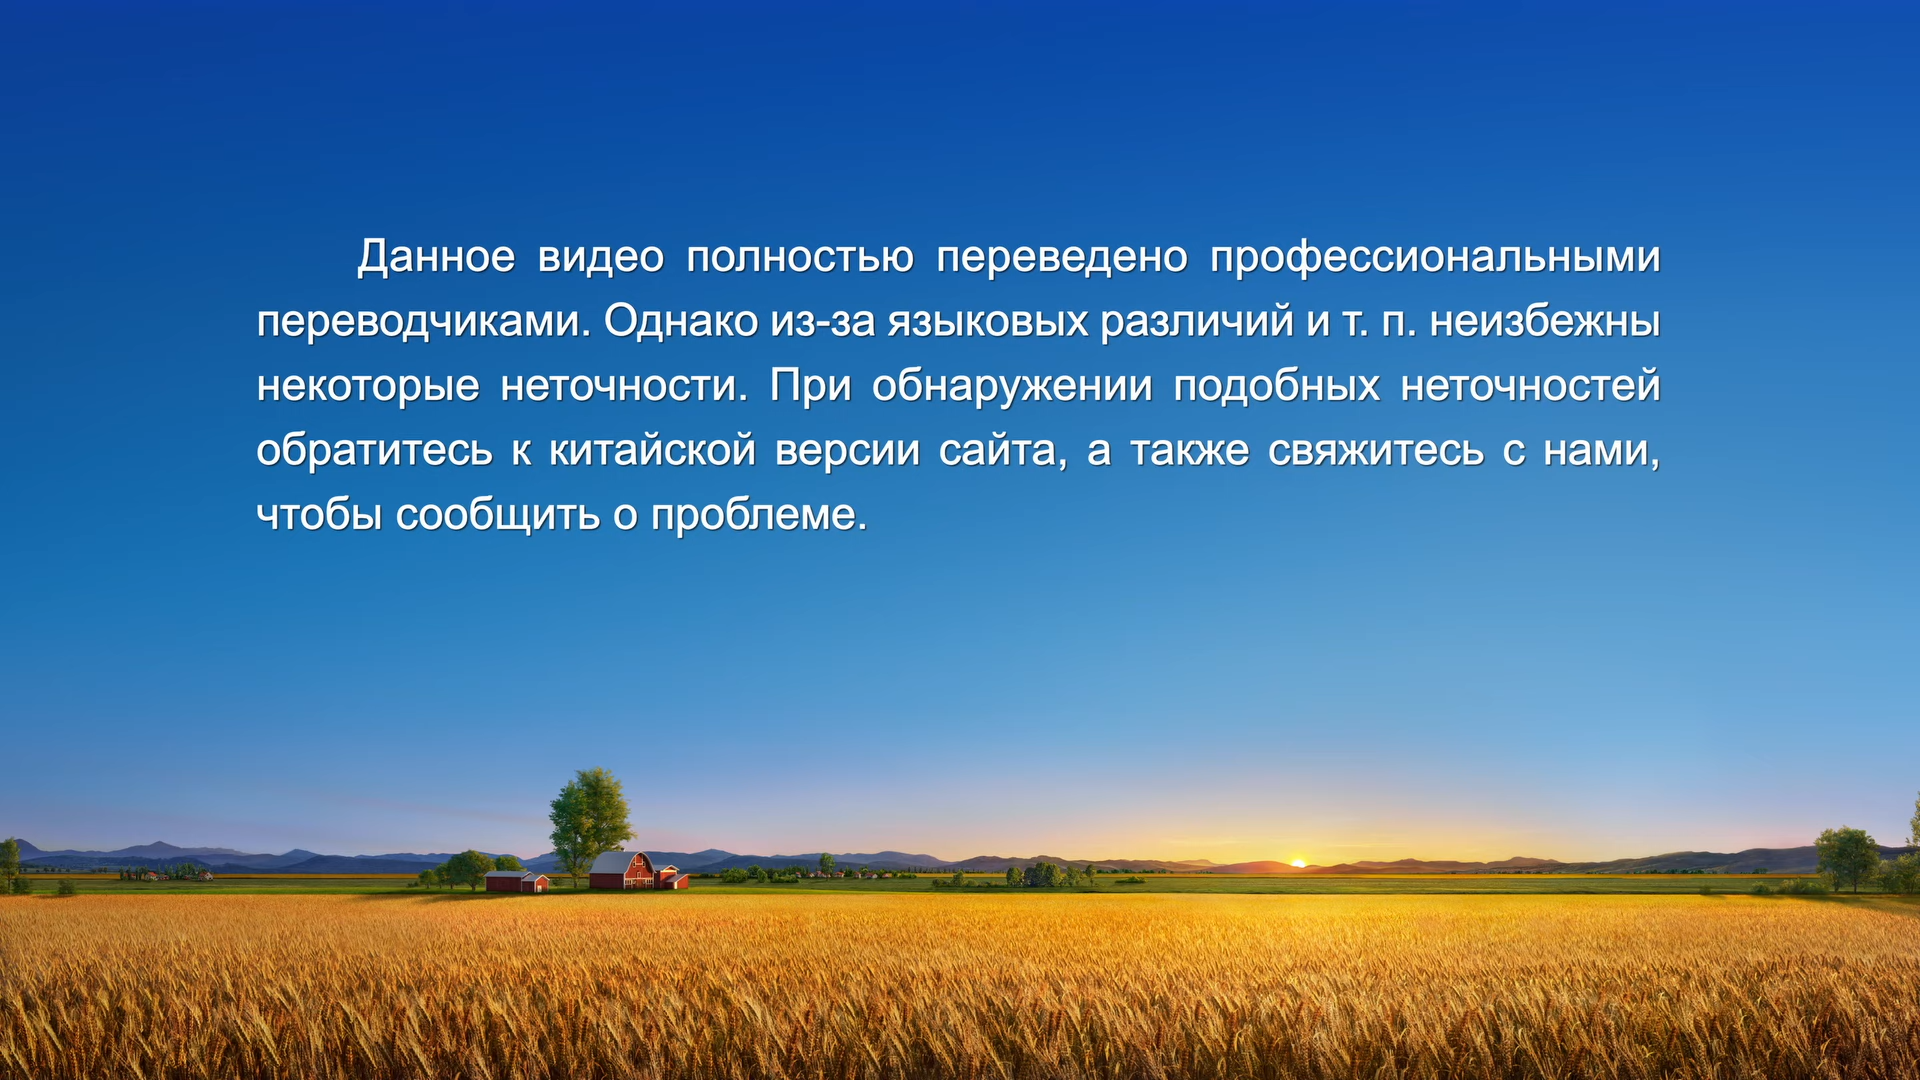 Данное видео полностью переведено профессиональными
переводчиками. Однако из-за языковых различий и т. п. неизбежны
некоторые неточности. При обнаружении подобных неточностей
обратитесь к китайской версии сайта, а также свяжитесь с нами,
чтобы сообщить о проблеме.